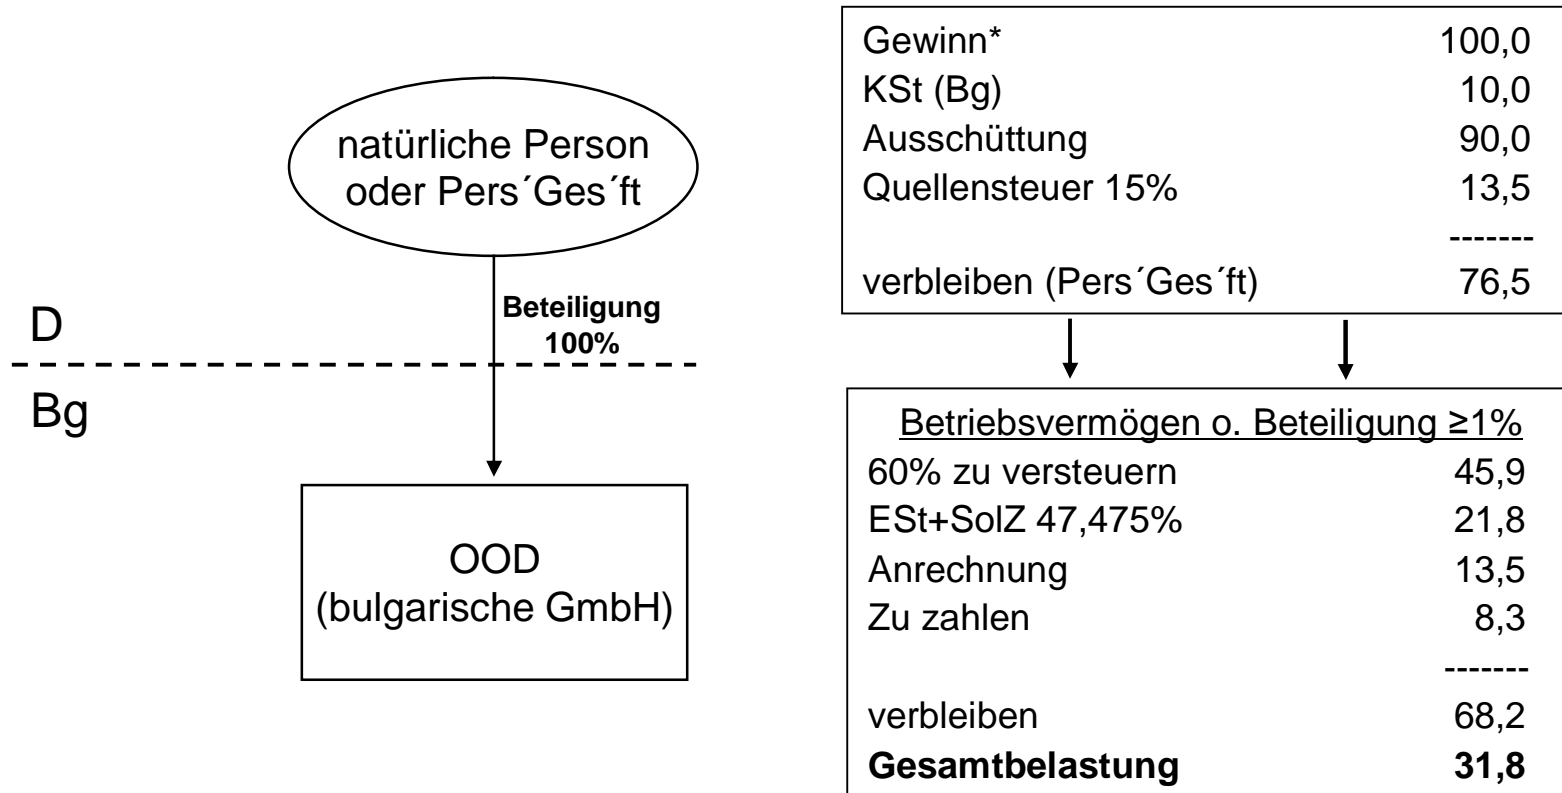 natürliche Person
oder Pers´Ges´ft
Beteiligung
100%
D
Bg
OOD
(bulgarische GmbH)
Gewinn* 100,0
KSt (Bg) 10,0
Ausschüttung 90,0
Quellensteuer 15% 13,5
-------
verbleiben (Pers´Ges´ft) 76,5
Betriebsvermögen o. Beteiligung ≥1%
60% zu versteuern 45,9
ESt+SolZ 47,475% 21,8
Anrechnung 13,5
Zu zahlen 8,3
-------
verbleiben 68,2
Gesamtbelastung 31,8